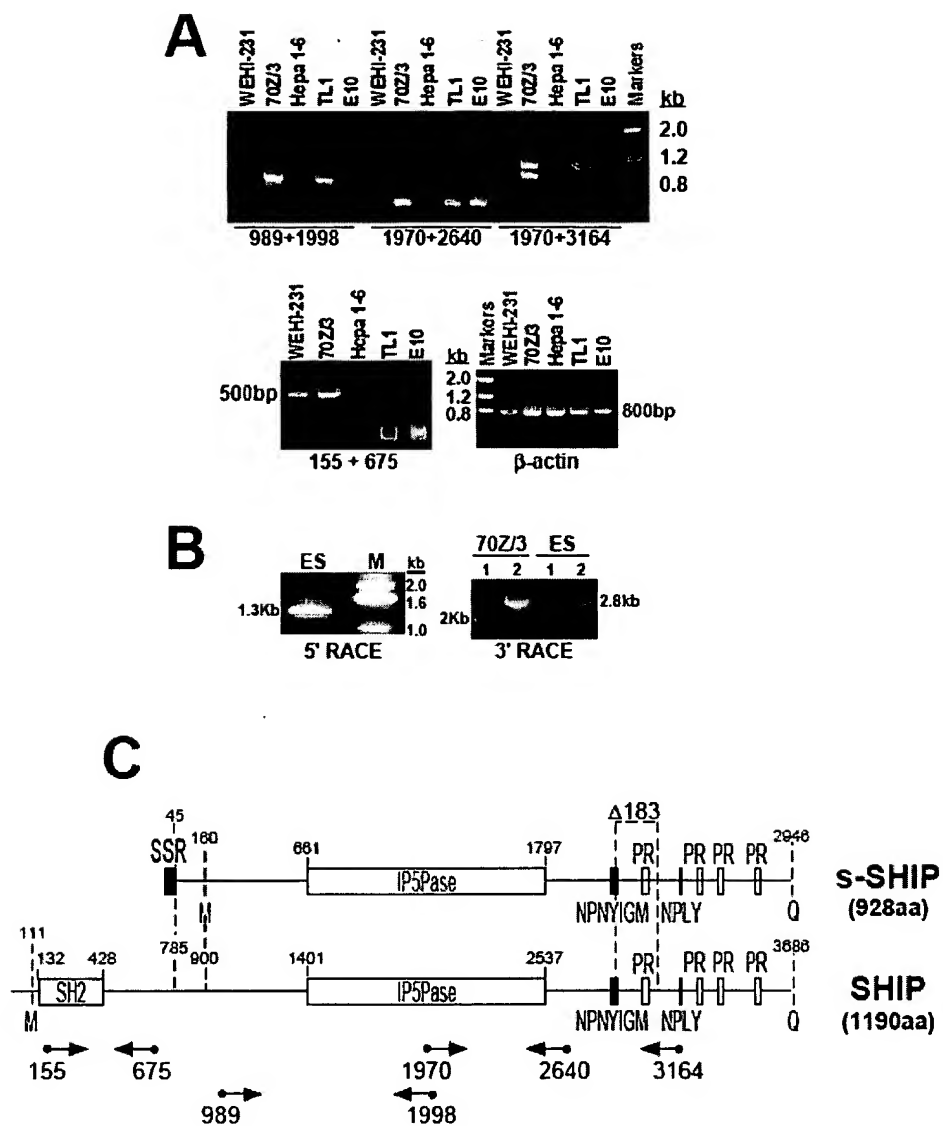 A
WEHI-231 70Z/3 Hepa 1-6 TL1 E10 WEHI-231 70Z/3 Hepa 1-6 TL1 E10 WEHI-231 70Z/3 Hepa 1-6 TL1 E10 Markers
kb
2.0
1.2
0.8
989+1998 1970+2640 1970+3164
WEHI-231 70Z/3 Hepa 1-6 TL1 E10
500bp
155 + 675
kb Markers WEHI-231 70Z/3 Hepa 1-6 TL1 E10
2.0
1.2
0.8
800bp
β-actin
B
ES M kb
2.0
1.6
1.0
1.3Kb
5' RACE
70Z/3 ES
1 2 1 2
2Kb
2.8kb
3' RACE
C
Δ183
45
SSR 160 661 1797 PR PR PR PR 2946
IP5Pase
M NPNYIGM NPLY Q
s-SHIP
(928aa)
111
132 428 785 900 1401 2537 PR PR PR PR 3686
SH2 IP5Pase
M NPNYIGM NPLY Q
SHIP
(1190aa)
155 675 1970 2640 3164
989 1998